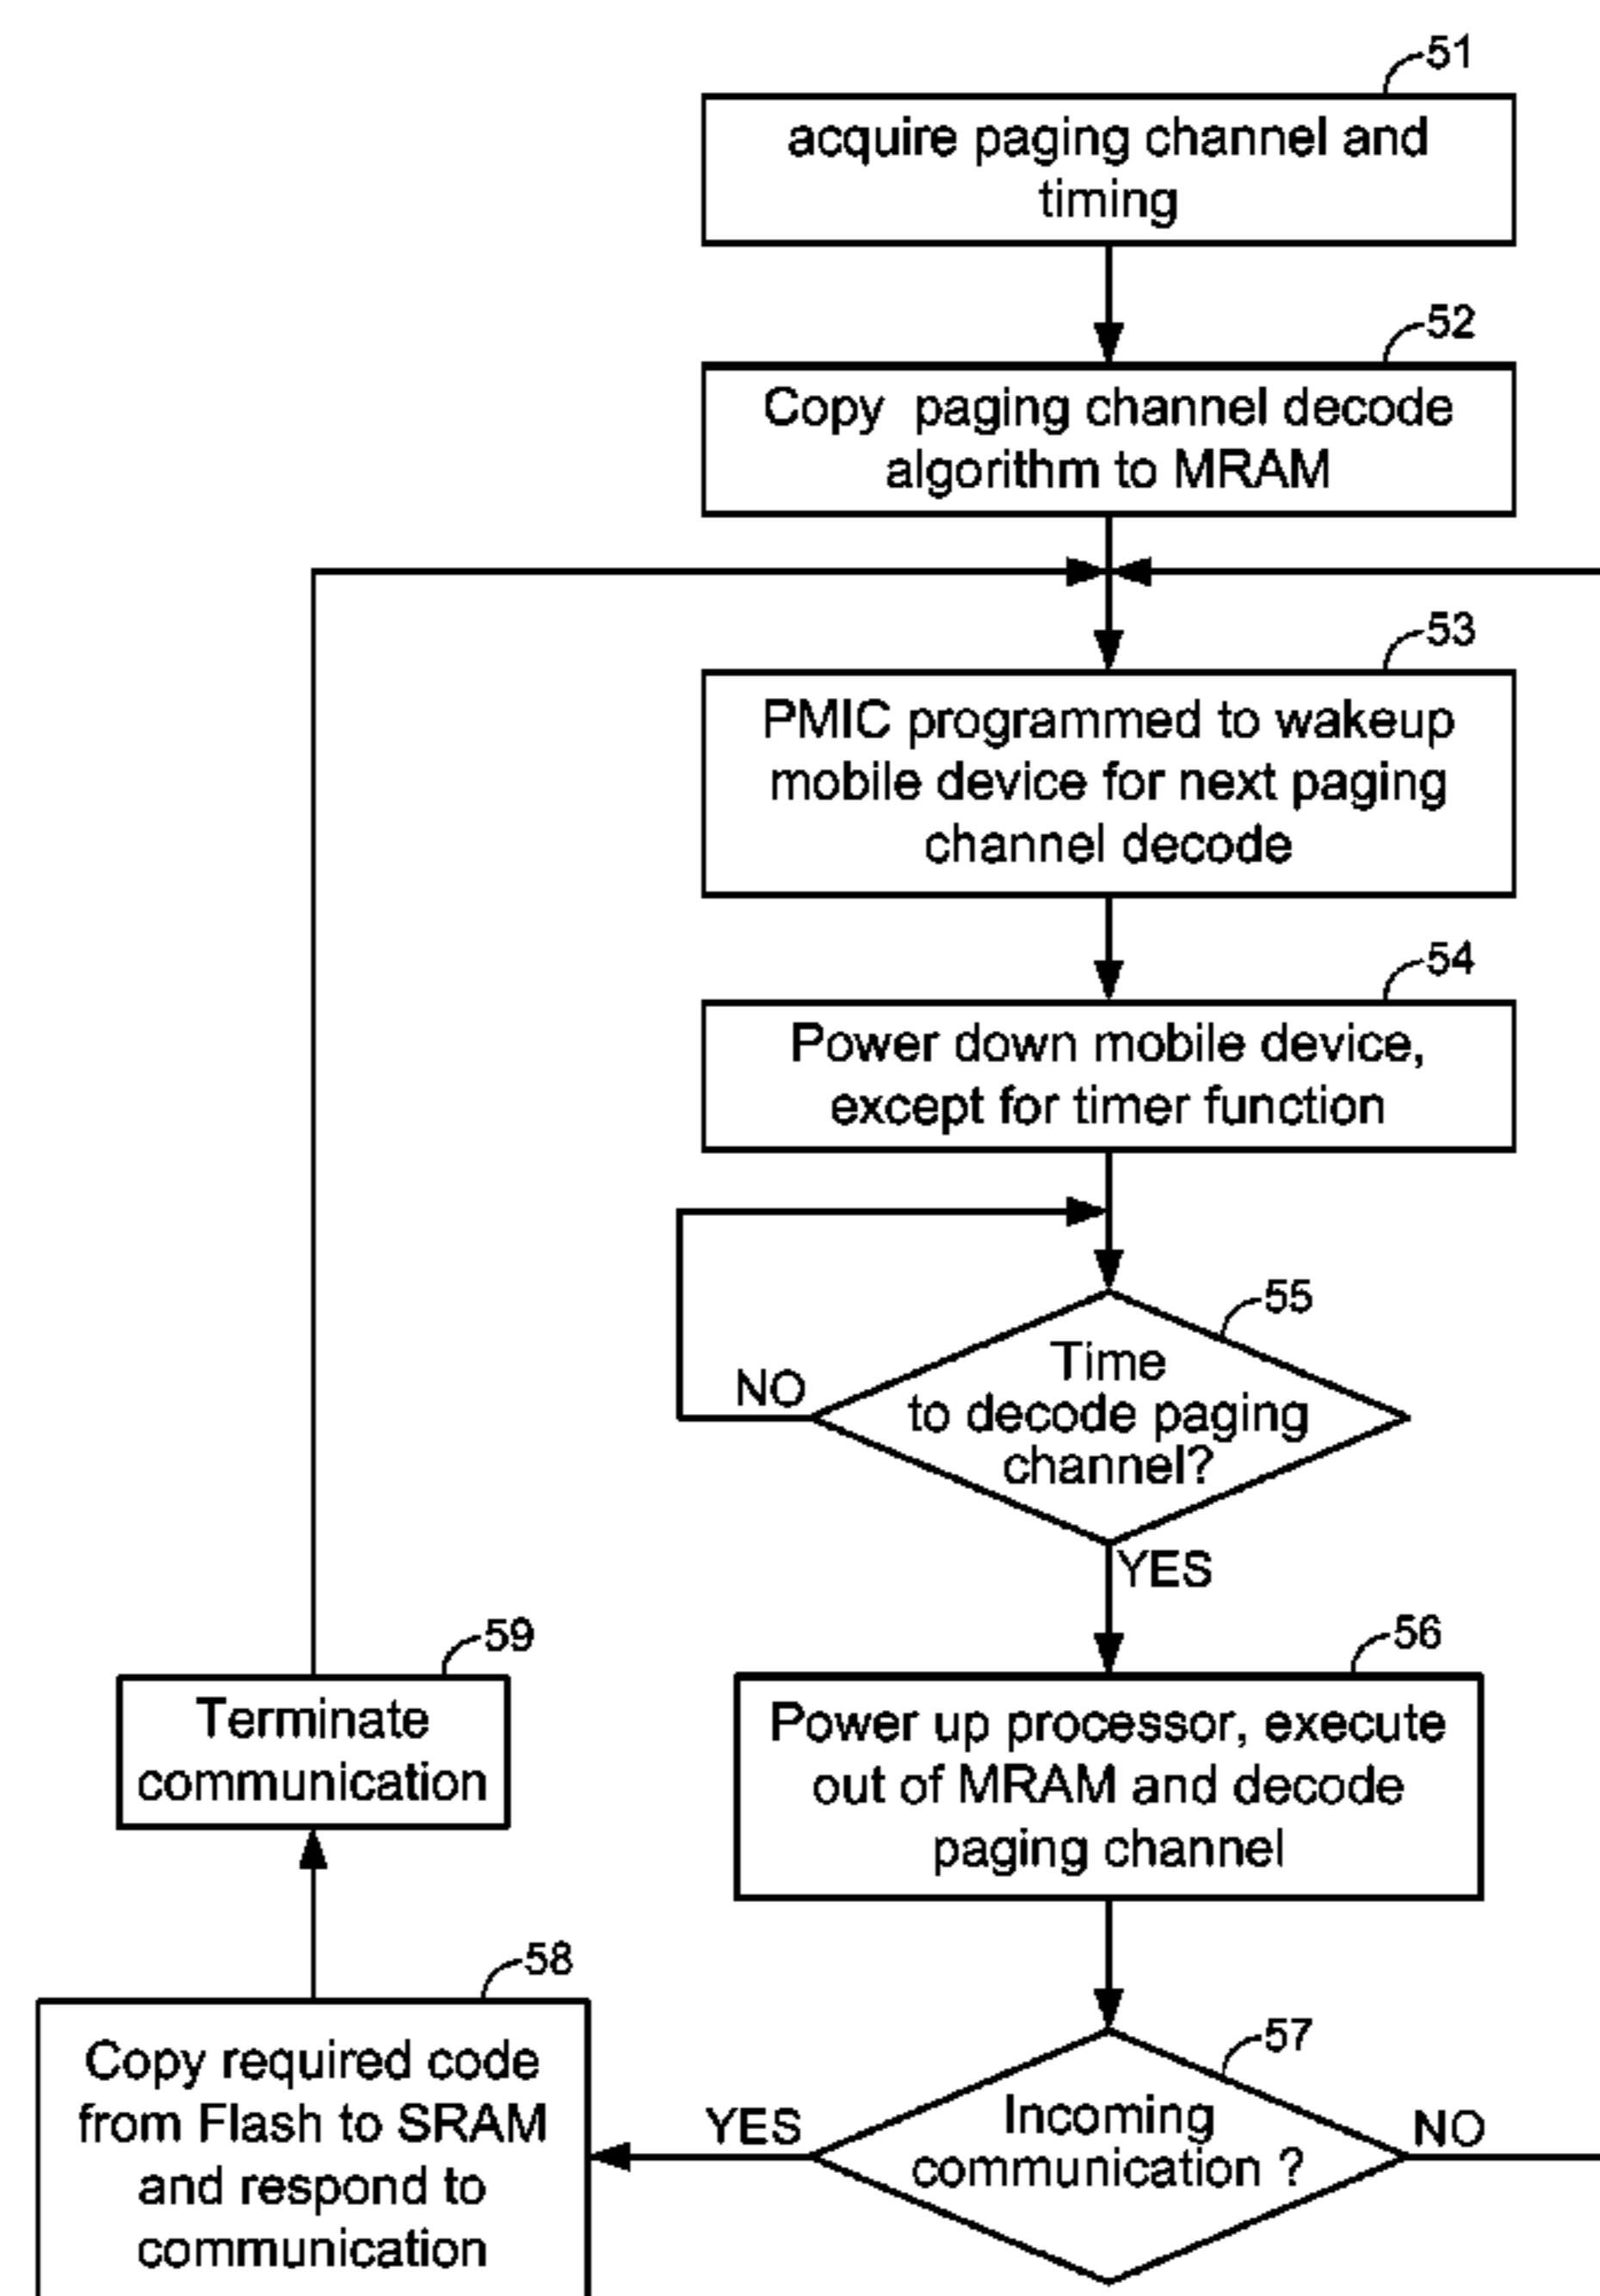 51
acquire paging channel and
timing
52
Copy paging channel decode
algorithm to MRAM
53
PMIC programmed to wakeup
mobile device for next paging
channel decode
54
Power down mobile device,
except for timer function
55
Time
to decode paging
channel?
NO
YES
56
Power up processor, execute
out of MRAM and decode
paging channel
57
Incoming
communication ?
YES
NO
58
Copy required code
from Flash to SRAM
and respond to
communication
59
Terminate
communication